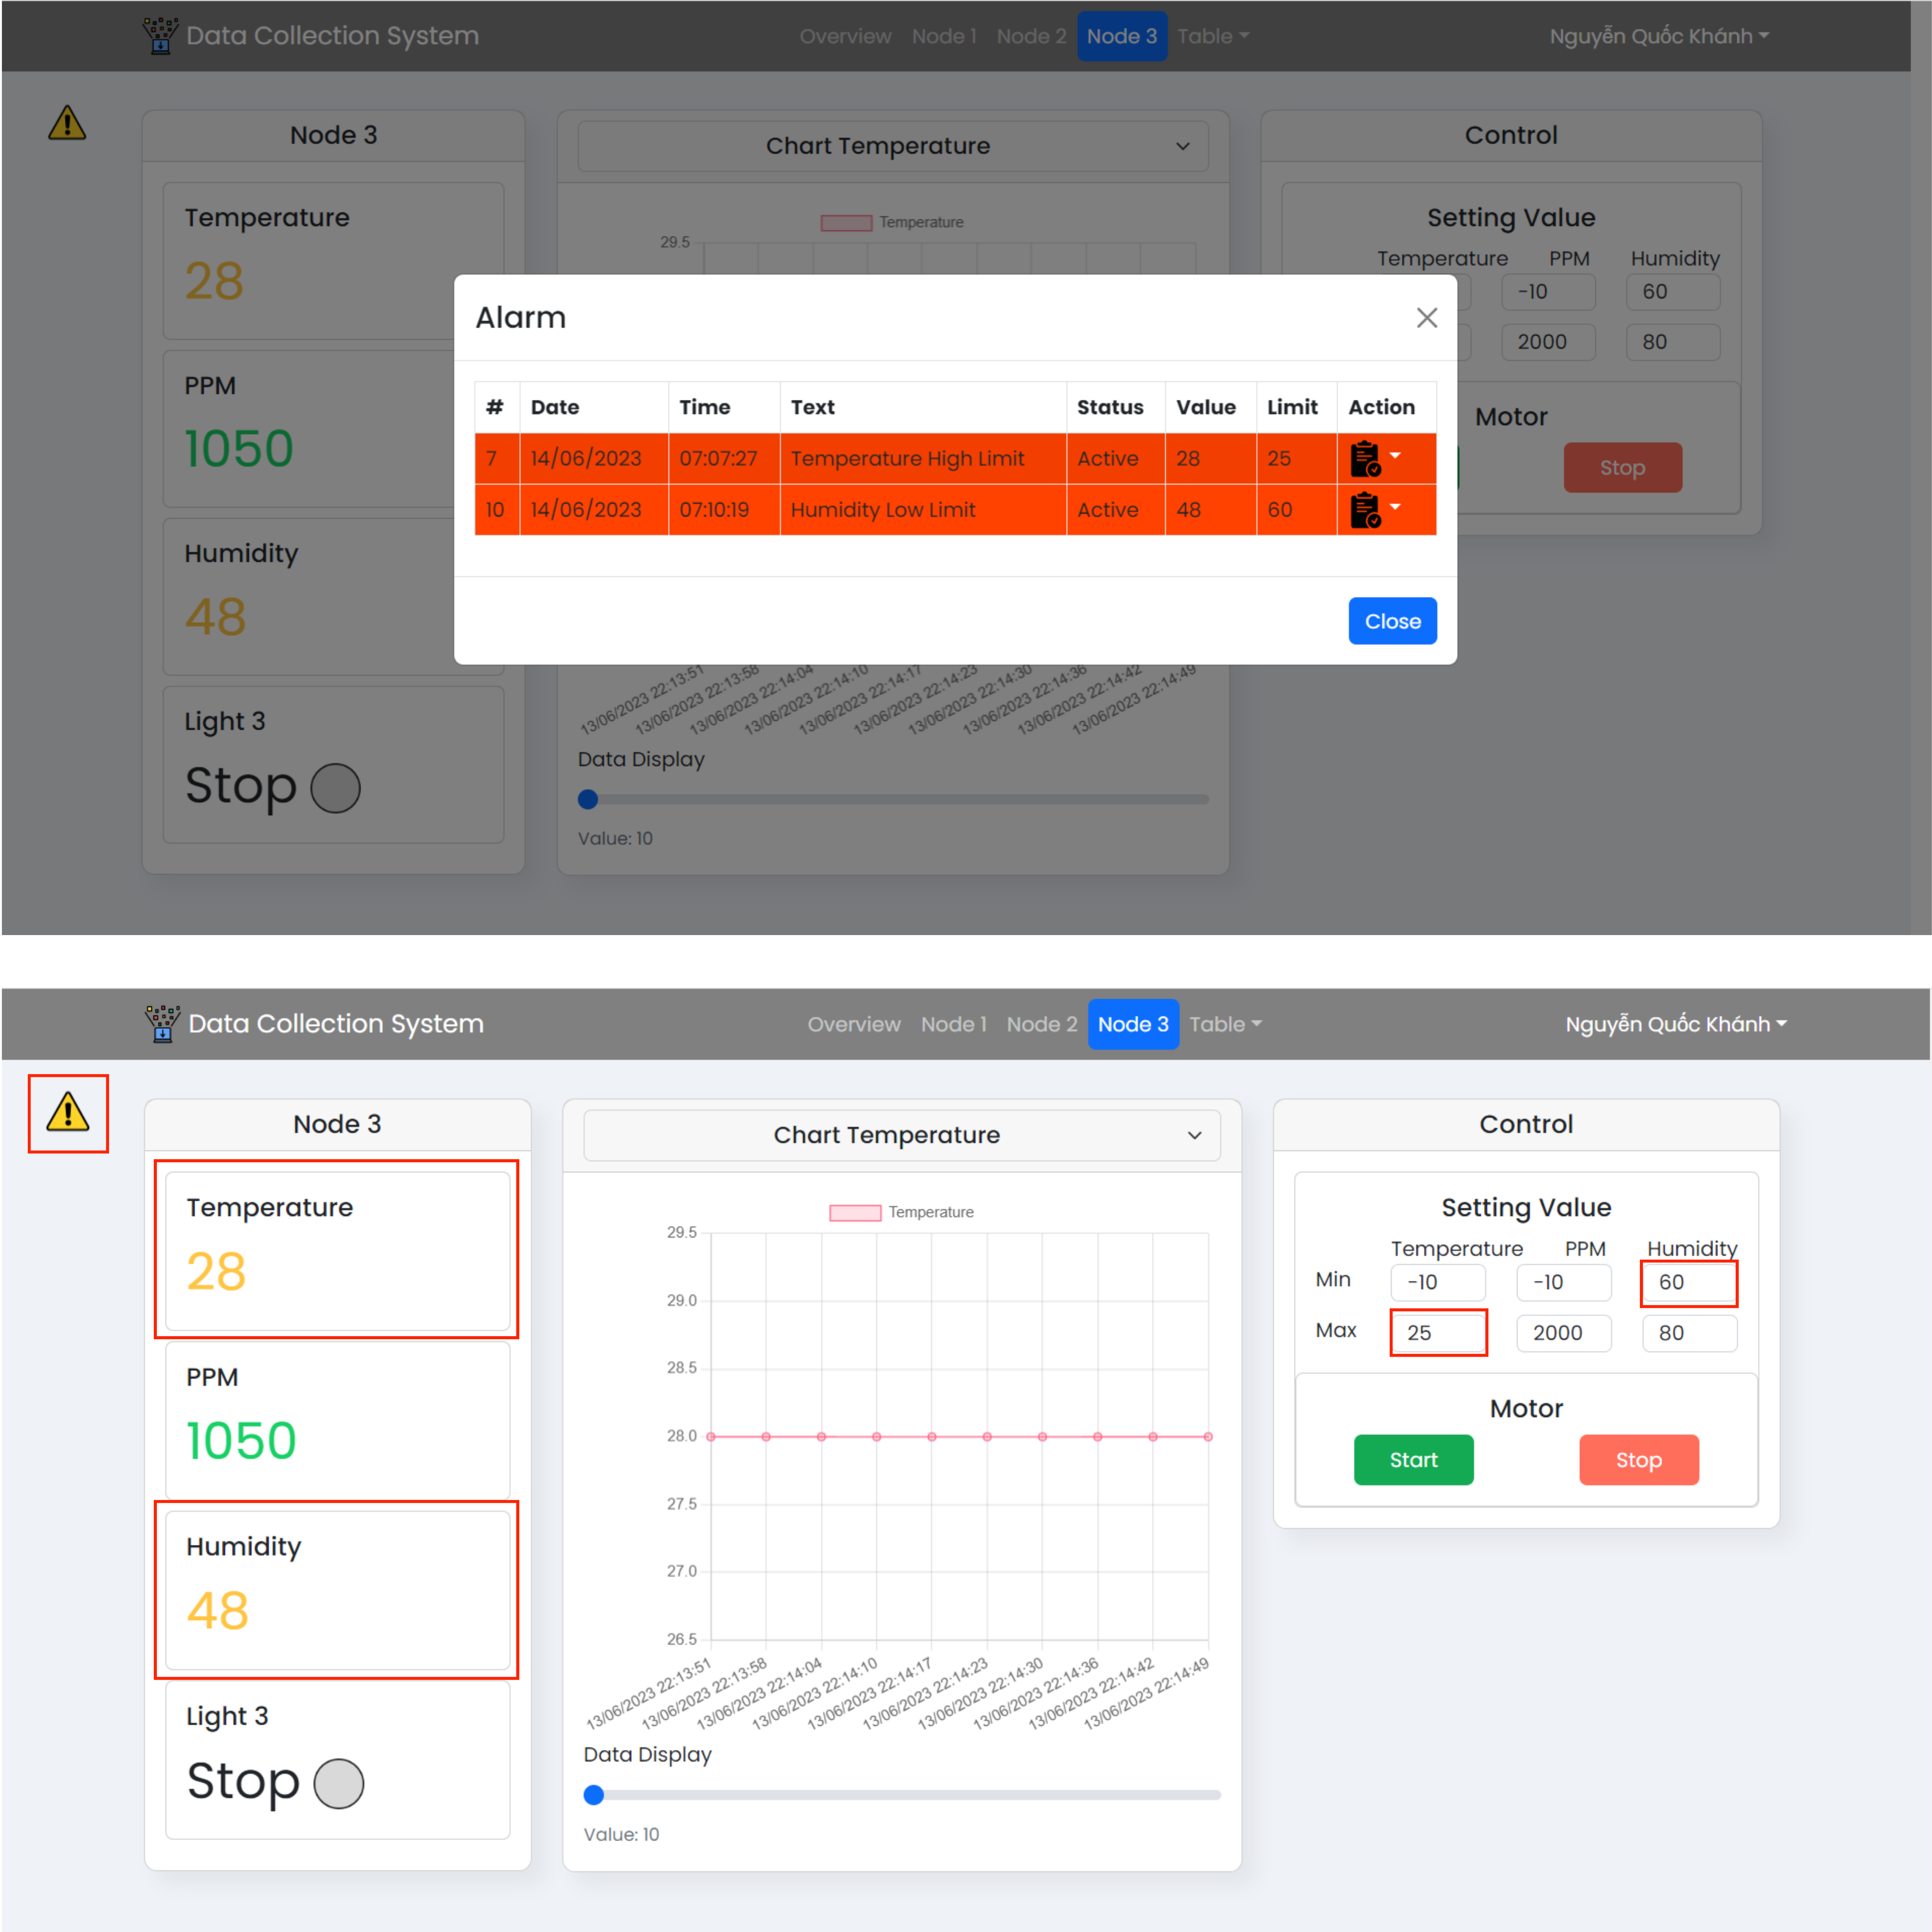 Data Collection System
Overview Node 1 Node 2 Node 3 Table
Nguyễn Quốc Khánh
Node 3
Temperature
28
PPM
1050
Humidity
48
Light 3
Stop
Chart Temperature
Temperature
29.5
13/06/2023 22:13:51
13/06/2023 22:13:58
13/06/2023 22:14:04
13/06/2023 22:14:10
13/06/2023 22:14:17
13/06/2023 22:14:23
13/06/2023 22:14:30
13/06/2023 22:14:36
13/06/2023 22:14:42
13/06/2023 22:14:49
Data Display
Value: 10
Control
Setting Value
Temperature PPM Humidity
-10 60
2000 80
Motor
Stop
Alarm
# Date Time Text Status Value Limit Action
7 14/06/2023 07:07:27 Temperature High Limit Active 28 25
10 14/06/2023 07:10:19 Humidity Low Limit Active 48 60
Close
Data Collection System
Overview Node 1 Node 2 Node 3 Table
Nguyễn Quốc Khánh
Node 3
Temperature
28
PPM
1050
Humidity
48
Light 3
Stop
Chart Temperature
Temperature
29.5
29.0
28.5
28.0
27.5
27.0
26.5
13/06/2023 22:13:51
13/06/2023 22:13:58
13/06/2023 22:14:04
13/06/2023 22:14:10
13/06/2023 22:14:17
13/06/2023 22:14:23
13/06/2023 22:14:30
13/06/2023 22:14:36
13/06/2023 22:14:42
13/06/2023 22:14:49
Data Display
Value: 10
Control
Setting Value
Temperature PPM Humidity
Min -10 -10 60
Max 25 2000 80
Motor
Start Stop